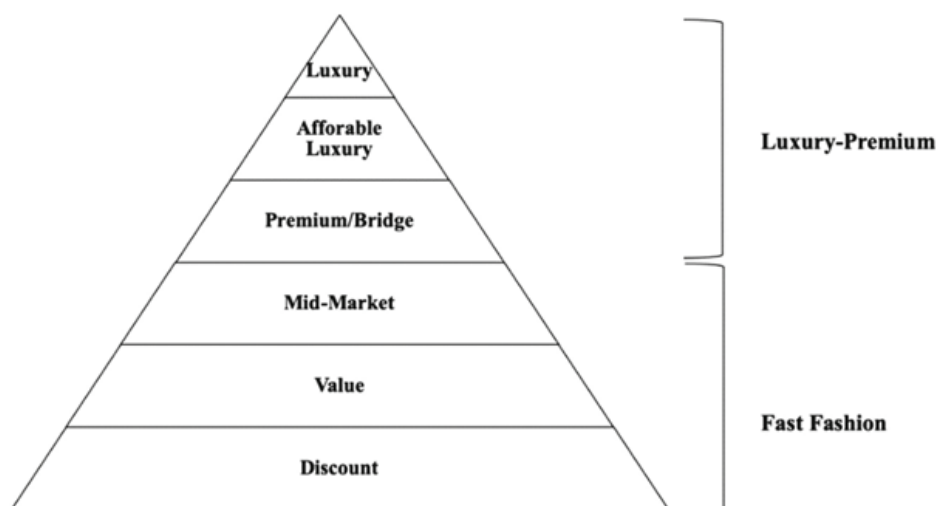 Luxury
Afforable
Luxury
Luxury-Premium
Premium/Bridge
Mid-Market
Value
Fast Fashion
Discount